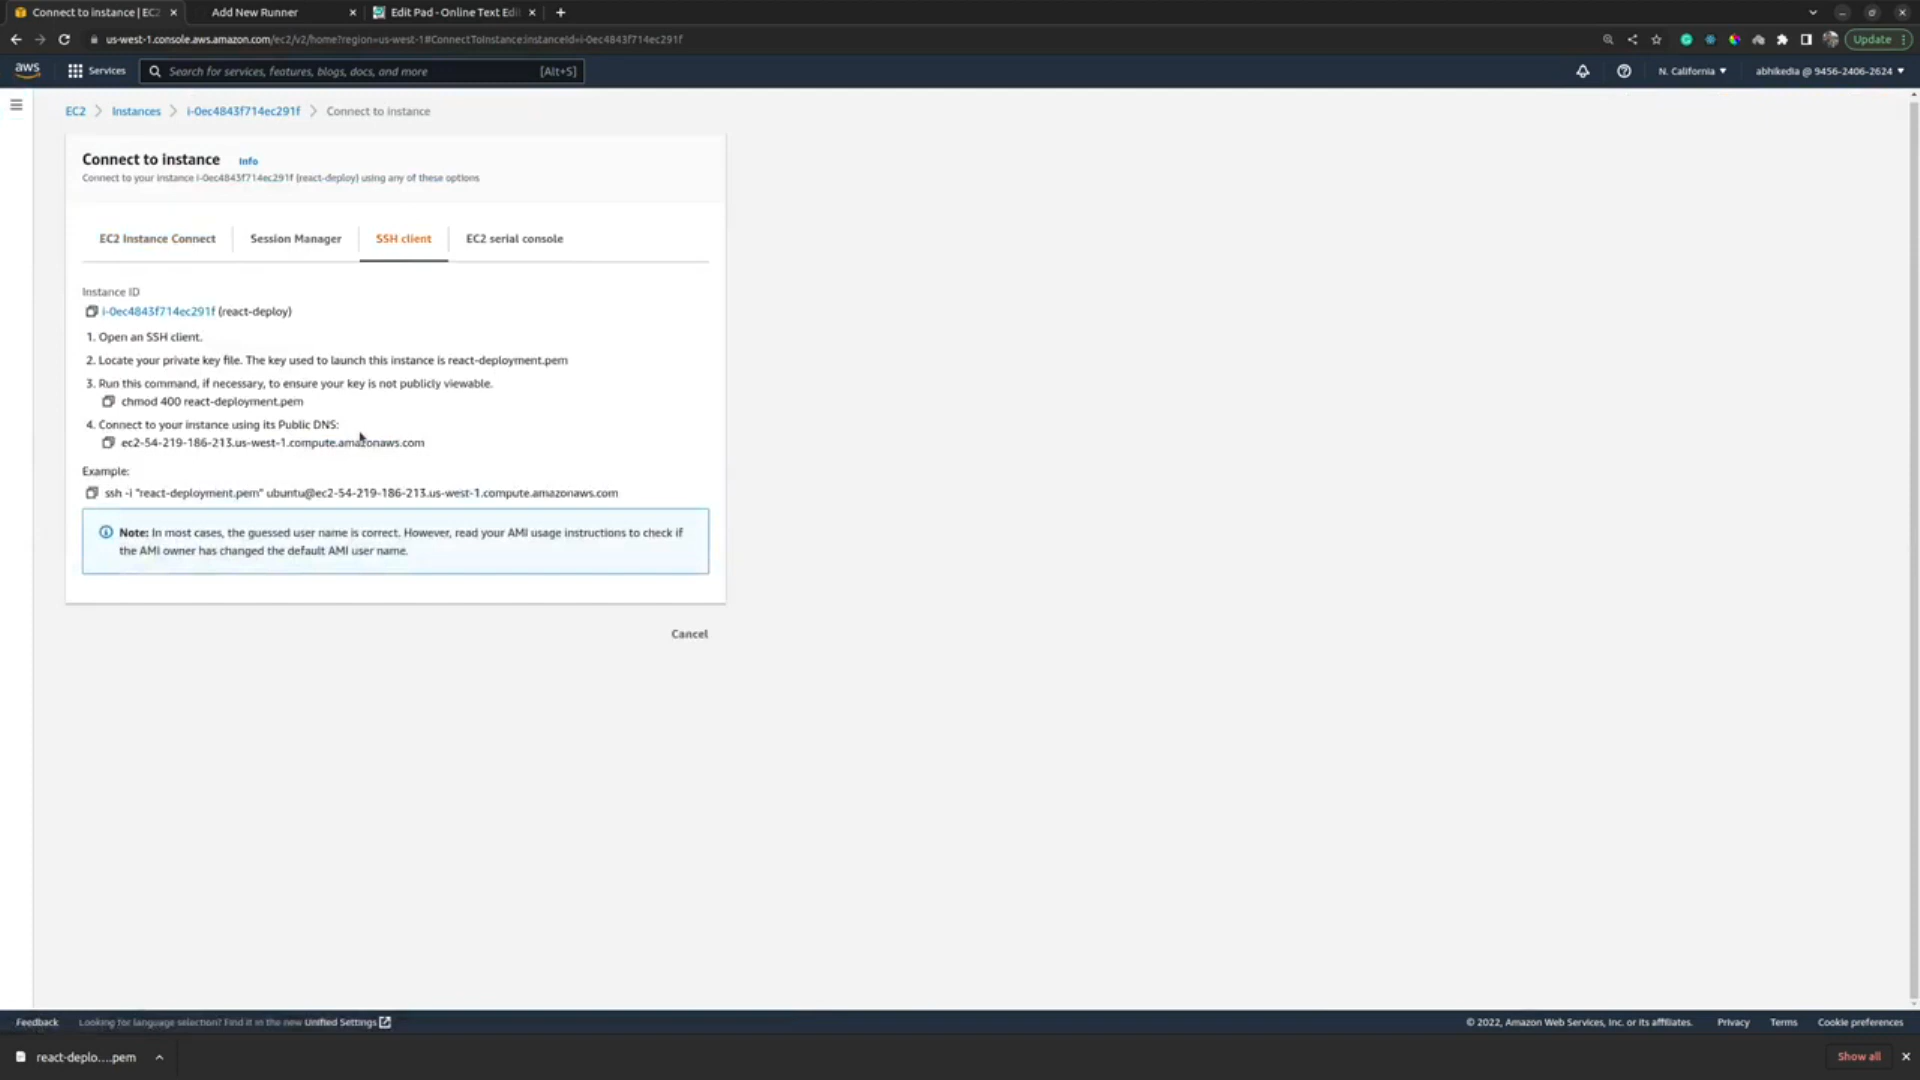 Connect to instance | EC2
Add New Runner
Edit Pad - Online Text Edi
us-west-1.console.aws.amazon.com/ec2/v2/home?region=us-west-1#ConnectToInstance:instanceId=i-0ec4843f714ec291f
Update
aws
Services
Search for services, features, blogs, docs, and more
[Alt+S]
N. California
abhikedia @ 9456-2406-2624
EC2 > Instances > i-0ec4843f714ec291f > Connect to instance
Connect to instance Info
Connect to your instance i-0ec4843f714ec291f (react-deploy) using any of these options
EC2 Instance Connect
Session Manager
SSH client
EC2 serial console
Instance ID
i-0ec4843f714ec291f (react-deploy)
1. Open an SSH client.
2. Locate your private key file. The key used to launch this instance is react-deployment.pem
3. Run this command, if necessary, to ensure your key is not publicly viewable.
chmod 400 react-deployment.pem
4. Connect to your instance using its Public DNS:
ec2-54-219-186-213.us-west-1.compute.amazonaws.com
Example:
ssh -i "react-deployment.pem" ubuntu@ec2-54-219-186-213.us-west-1.compute.amazonaws.com
Note: In most cases, the guessed user name is correct. However, read your AMI usage instructions to check if
the AMI owner has changed the default AMI user name.
Cancel
Feedback
Looking for language selection? Find it in the new Unified Settings
© 2022, Amazon Web Services, Inc. or its affiliates.
Privacy
Terms
Cookie preferences
react-deplo....pem
Show all